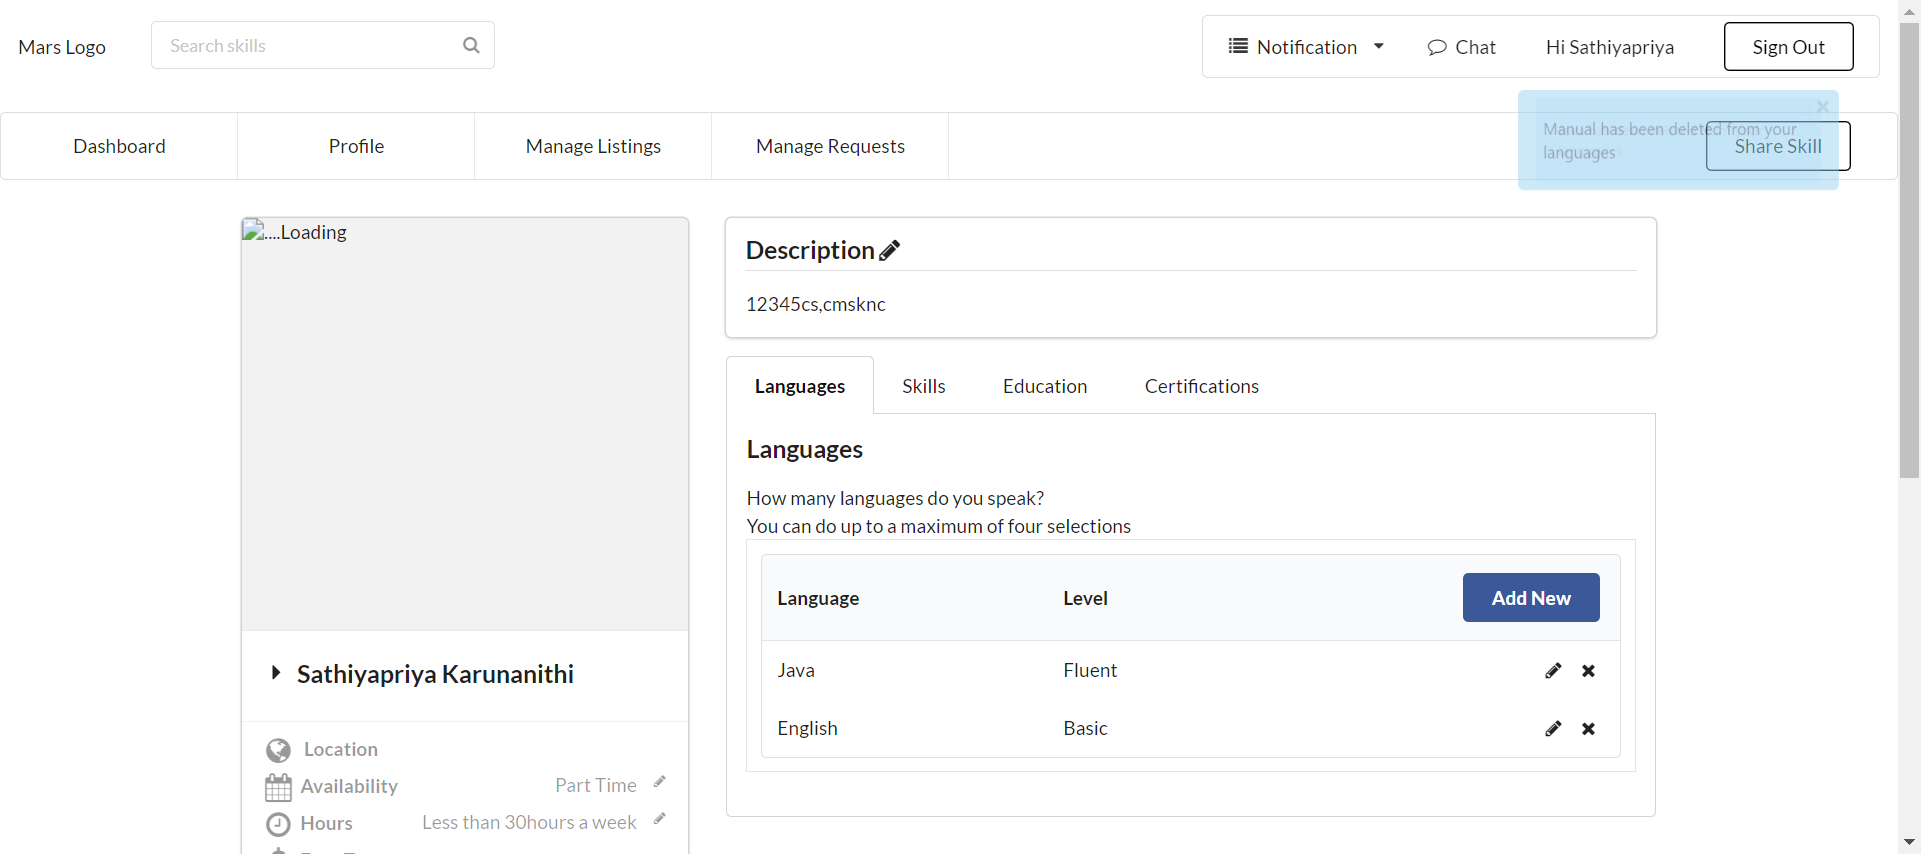 Mars Logo
Search skills
Notification
Chat
Hi Sathiyapriya
Sign Out
Dashboard
Profile
Manage Listings
Manage Requests
Share Skill
Manual has been deleted from your
languages
....Loading
Description
12345cs,cmsknc
Languages
Skills
Education
Certifications
Languages
How many languages do you speak?
You can do up to a maximum of four selections
Language
Level
Add New
Java
Fluent
English
Basic
Sathiyapriya Karunanithi
Location
Availability
Part Time
Hours
Less than 30hours a week